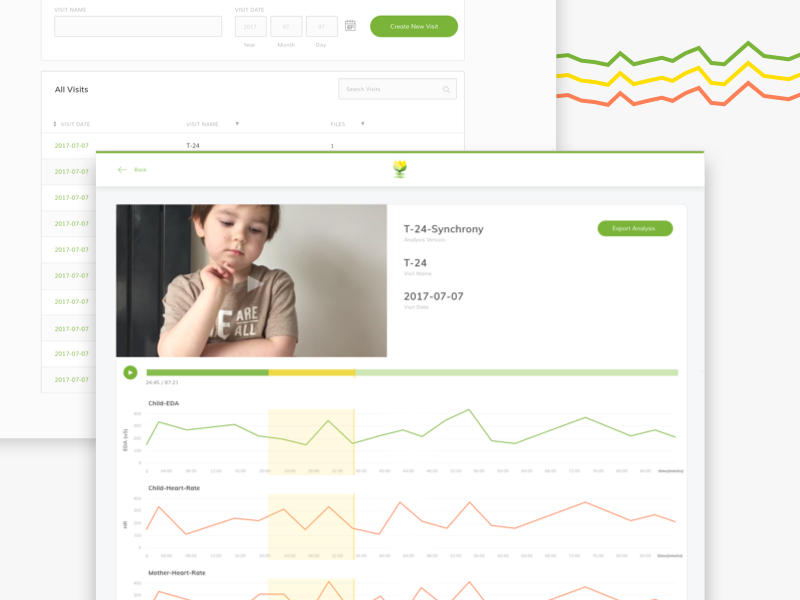 VISIT NAME
VISIT DATE
2017
07
07
Create New Visit
Year
Month
Day
All Visits
Search Visits
VISIT DATE
VISIT NAME
FILES
2017-07-07
T-24
1
2017-07-07
2017-07-07
2017-07-07
2017-07-07
2017-07-07
2017-07-07
2017-07-07
2017-07-07
2017-07-07
Back
T-24-Synchrony
Analysis Version
Export Analysis
T-24
Visit Name
2017-07-07
Visit Date
WE ARE
ALL
24:45 / 87:21
Child-EDA
EDA (uS)
Child-Heart-Rate
HR
Mother-Heart-Rate